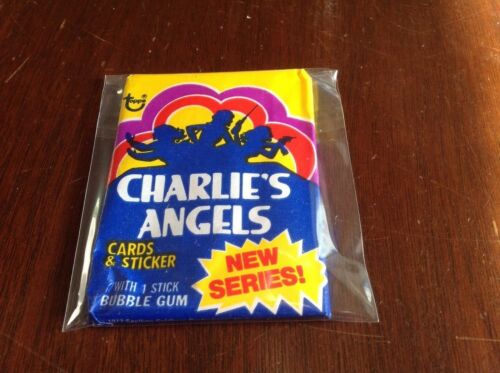 Topps®
CHARLIE'S
ANGELS
CARDS
& STICKER
NEW
SERIES!
WITH 1 STICK
BUBBLE GUM